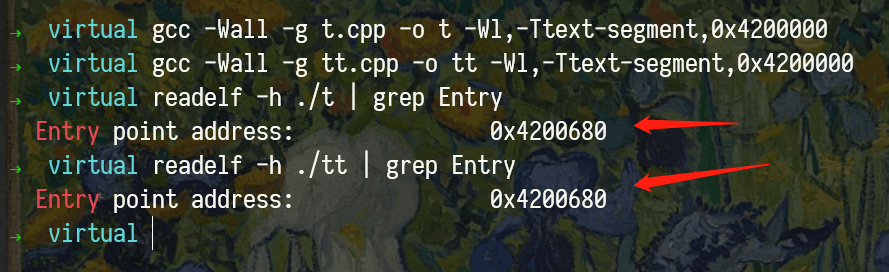 → virtual gcc -Wall -g t.cpp -o t -Wl,-Ttext-segment,0x4200000
→ virtual gcc -Wall -g tt.cpp -o tt -Wl,-Ttext-segment,0x4200000
→ virtual readelf -h ./t | grep Entry
Entry point address: 0x4200680
→ virtual readelf -h ./tt | grep Entry
Entry point address: 0x4200680
→ virtual